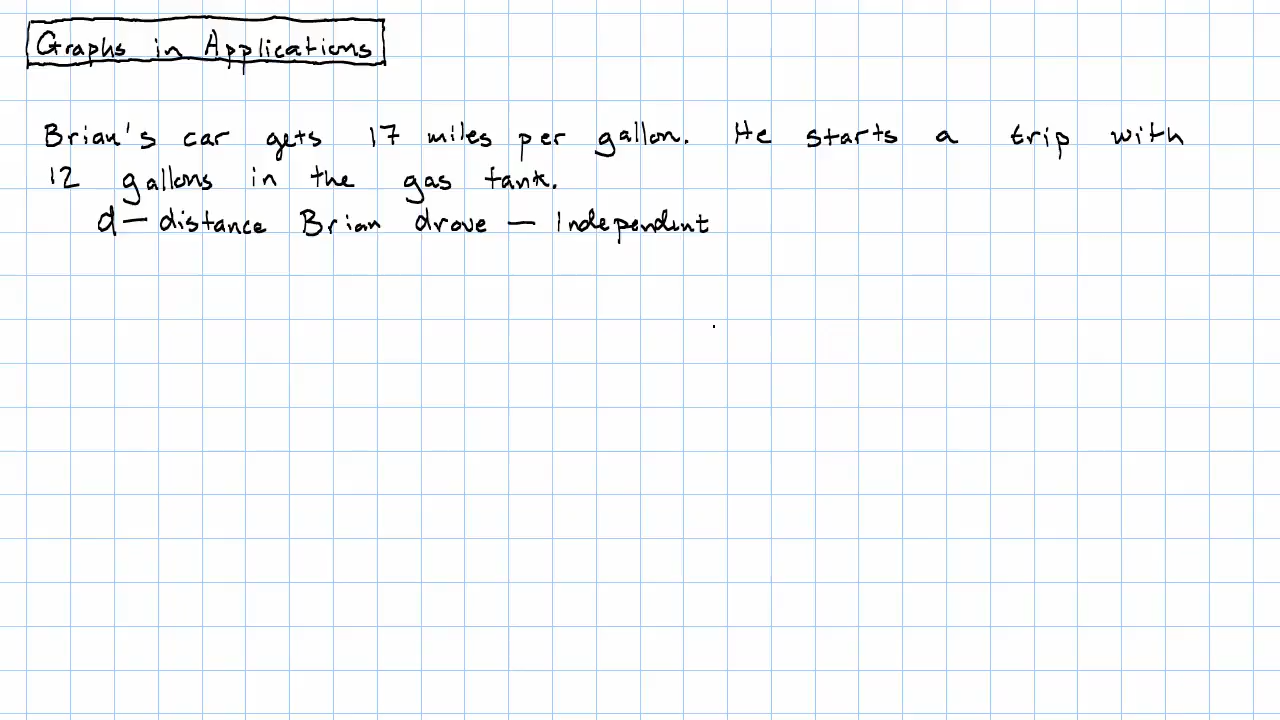 Graphs in Applications
Brian's car gets 17 miles per gallon. He starts a trip with
12 gallons in the gas tank.
d — distance Brian drove — Independent